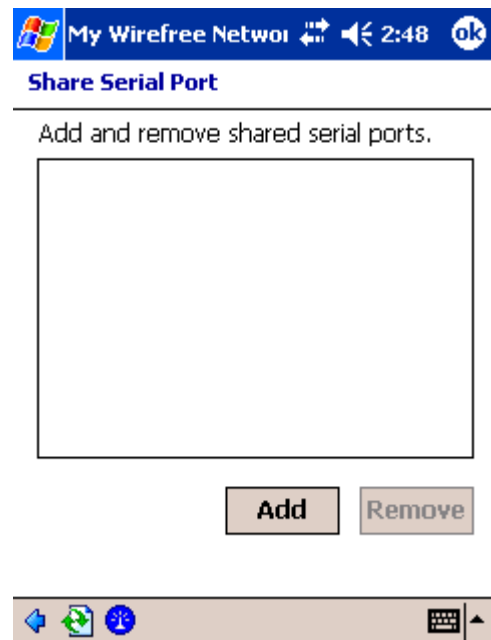 My Wirefree Networ 2:48 ok
Share Serial Port
Add and remove shared serial ports.
Add Remove